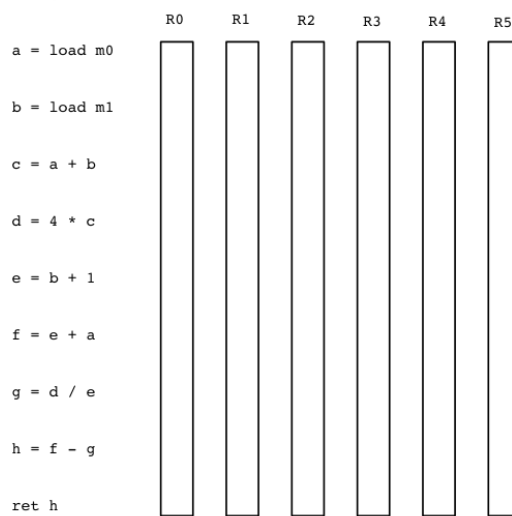 R0 R1 R2 R3 R4 R5
a = load m0
b = load m1
c = a + b
d = 4 * c
e = b + 1
f = e + a
g = d / e
h = f - g
ret h